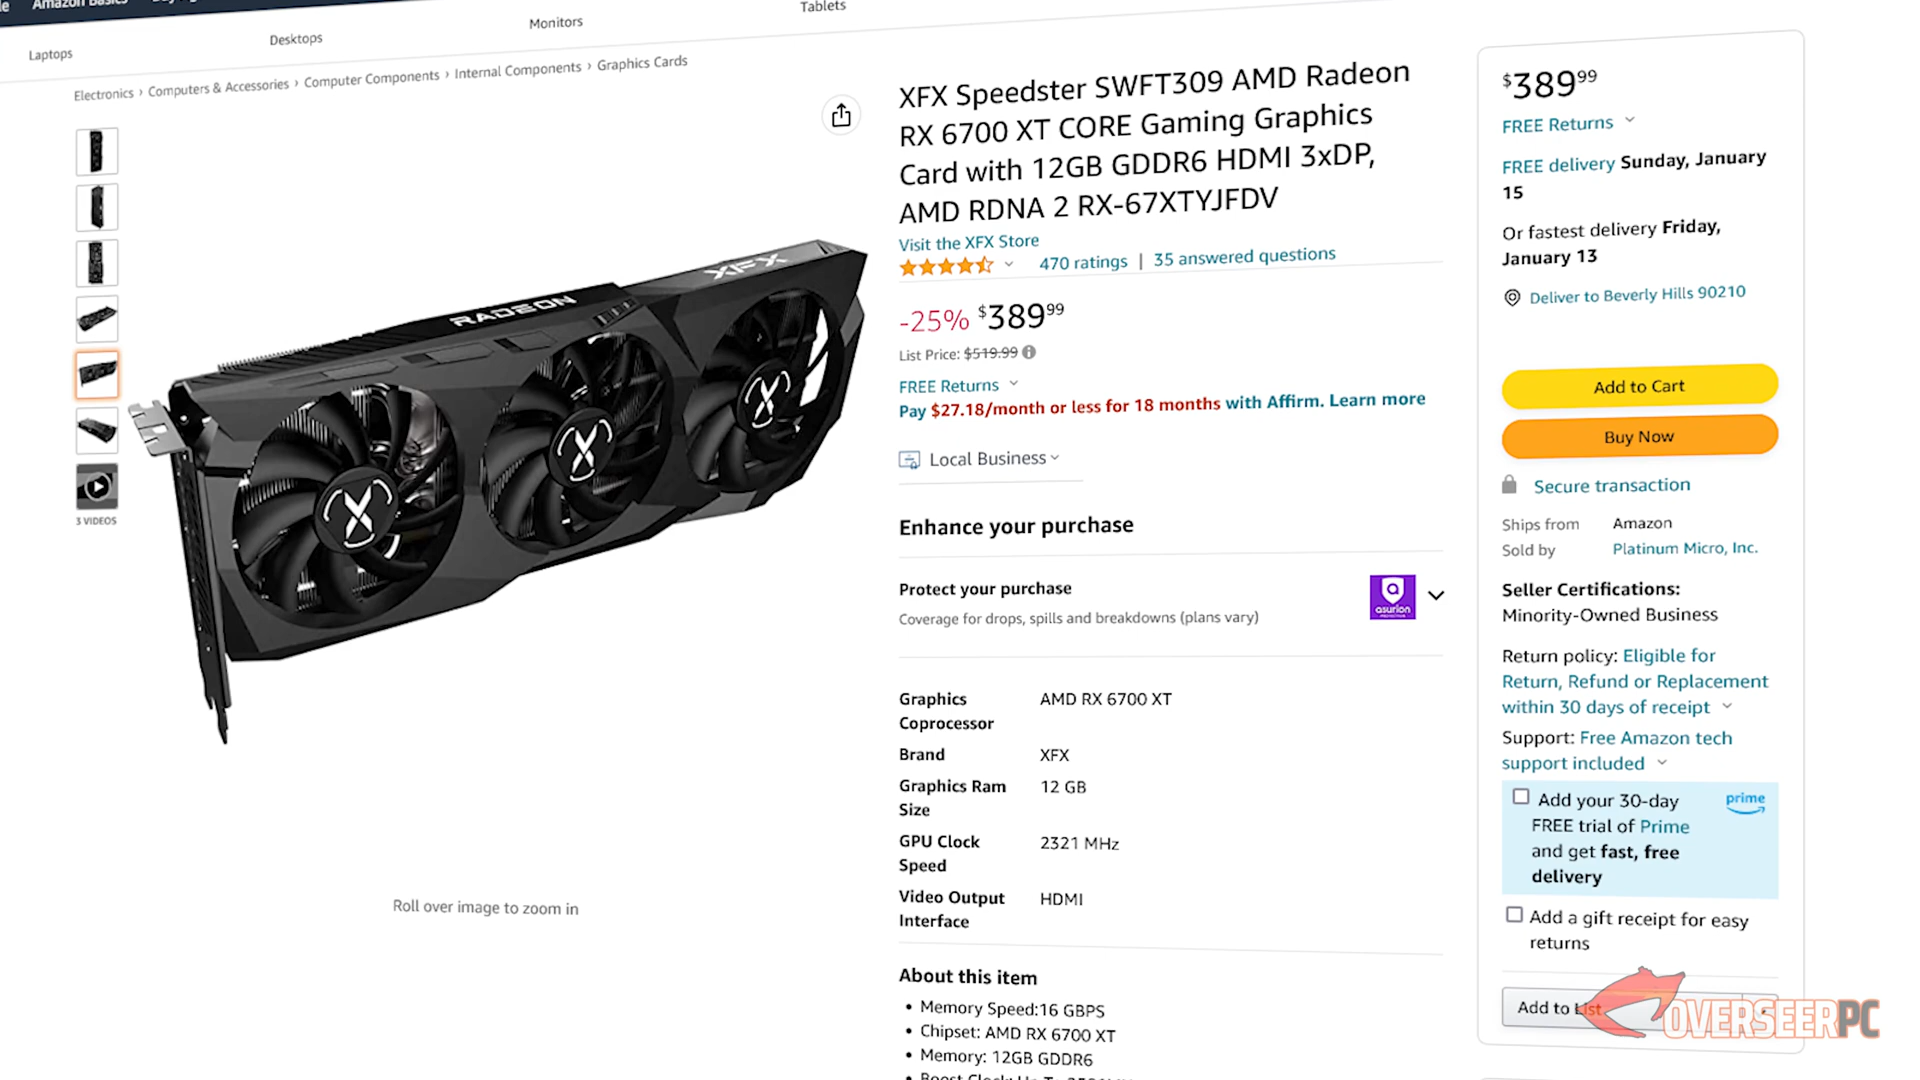 Amazon Basics
Laptops
Desktops
Monitors
Tablets
Electronics › Computers & Accessories › Computer Components › Internal Components › Graphics Cards
3 VIDEOS
RADEON
XFX
Roll over image to zoom in
XFX Speedster SWFT309 AMD Radeon
RX 6700 XT CORE Gaming Graphics
Card with 12GB GDDR6 HDMI 3xDP,
AMD RDNA 2 RX-67XTYJFDV
Visit the XFX Store
470 ratings | 35 answered questions
-25% $389 99
List Price: $519.99
FREE Returns
Pay $27.18/month or less for 18 months with Affirm. Learn more
Local Business
Enhance your purchase
Protect your purchase
Coverage for drops, spills and breakdowns (plans vary)
asurion
Graphics Coprocessor AMD RX 6700 XT
Brand XFX
Graphics Ram Size 12 GB
GPU Clock Speed 2321 MHz
Video Output Interface HDMI
About this item
• Memory Speed:16 GBPS
• Chipset: AMD RX 6700 XT
• Memory: 12GB GDDR6
• Boost Clock: Up To
$389 99
FREE Returns
FREE delivery Sunday, January
15
Or fastest delivery Friday,
January 13
Deliver to Beverly Hills 90210
Add to Cart
Buy Now
Secure transaction
Ships from Amazon
Sold by Platinum Micro, Inc.
Seller Certifications:
Minority-Owned Business
Return policy: Eligible for
Return, Refund or Replacement
within 30 days of receipt
Support: Free Amazon tech
support included
Add your 30-day
FREE trial of Prime
and get fast, free
delivery
prime
Add a gift receipt for easy
returns
Add to List
OVERSEERPC